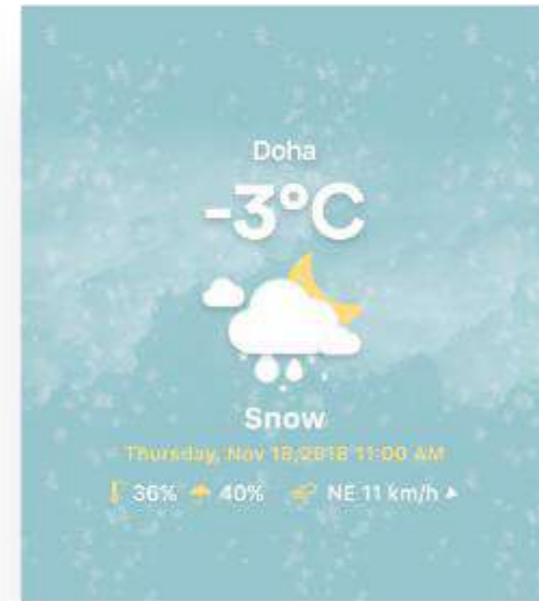 Doha
-3°C
Snow
Thursday, Nov 18,2018 11:00 AM
36% 40% NE 11 km/h